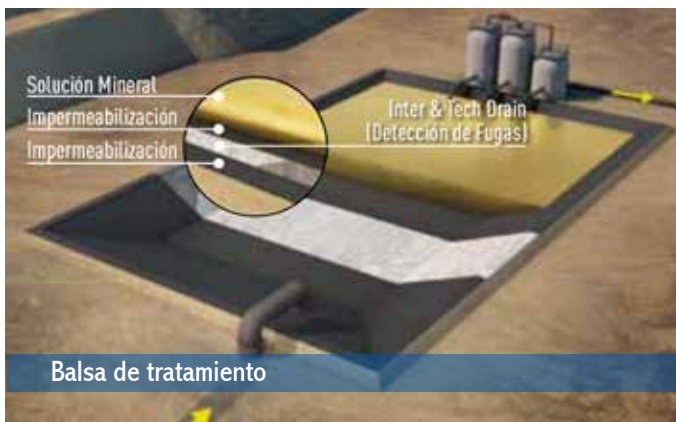 Solución Mineral
Impermeabilización
Impermeabilización
Inter & Tech Drain
(Detección de Fugas)
Balsa de tratamiento